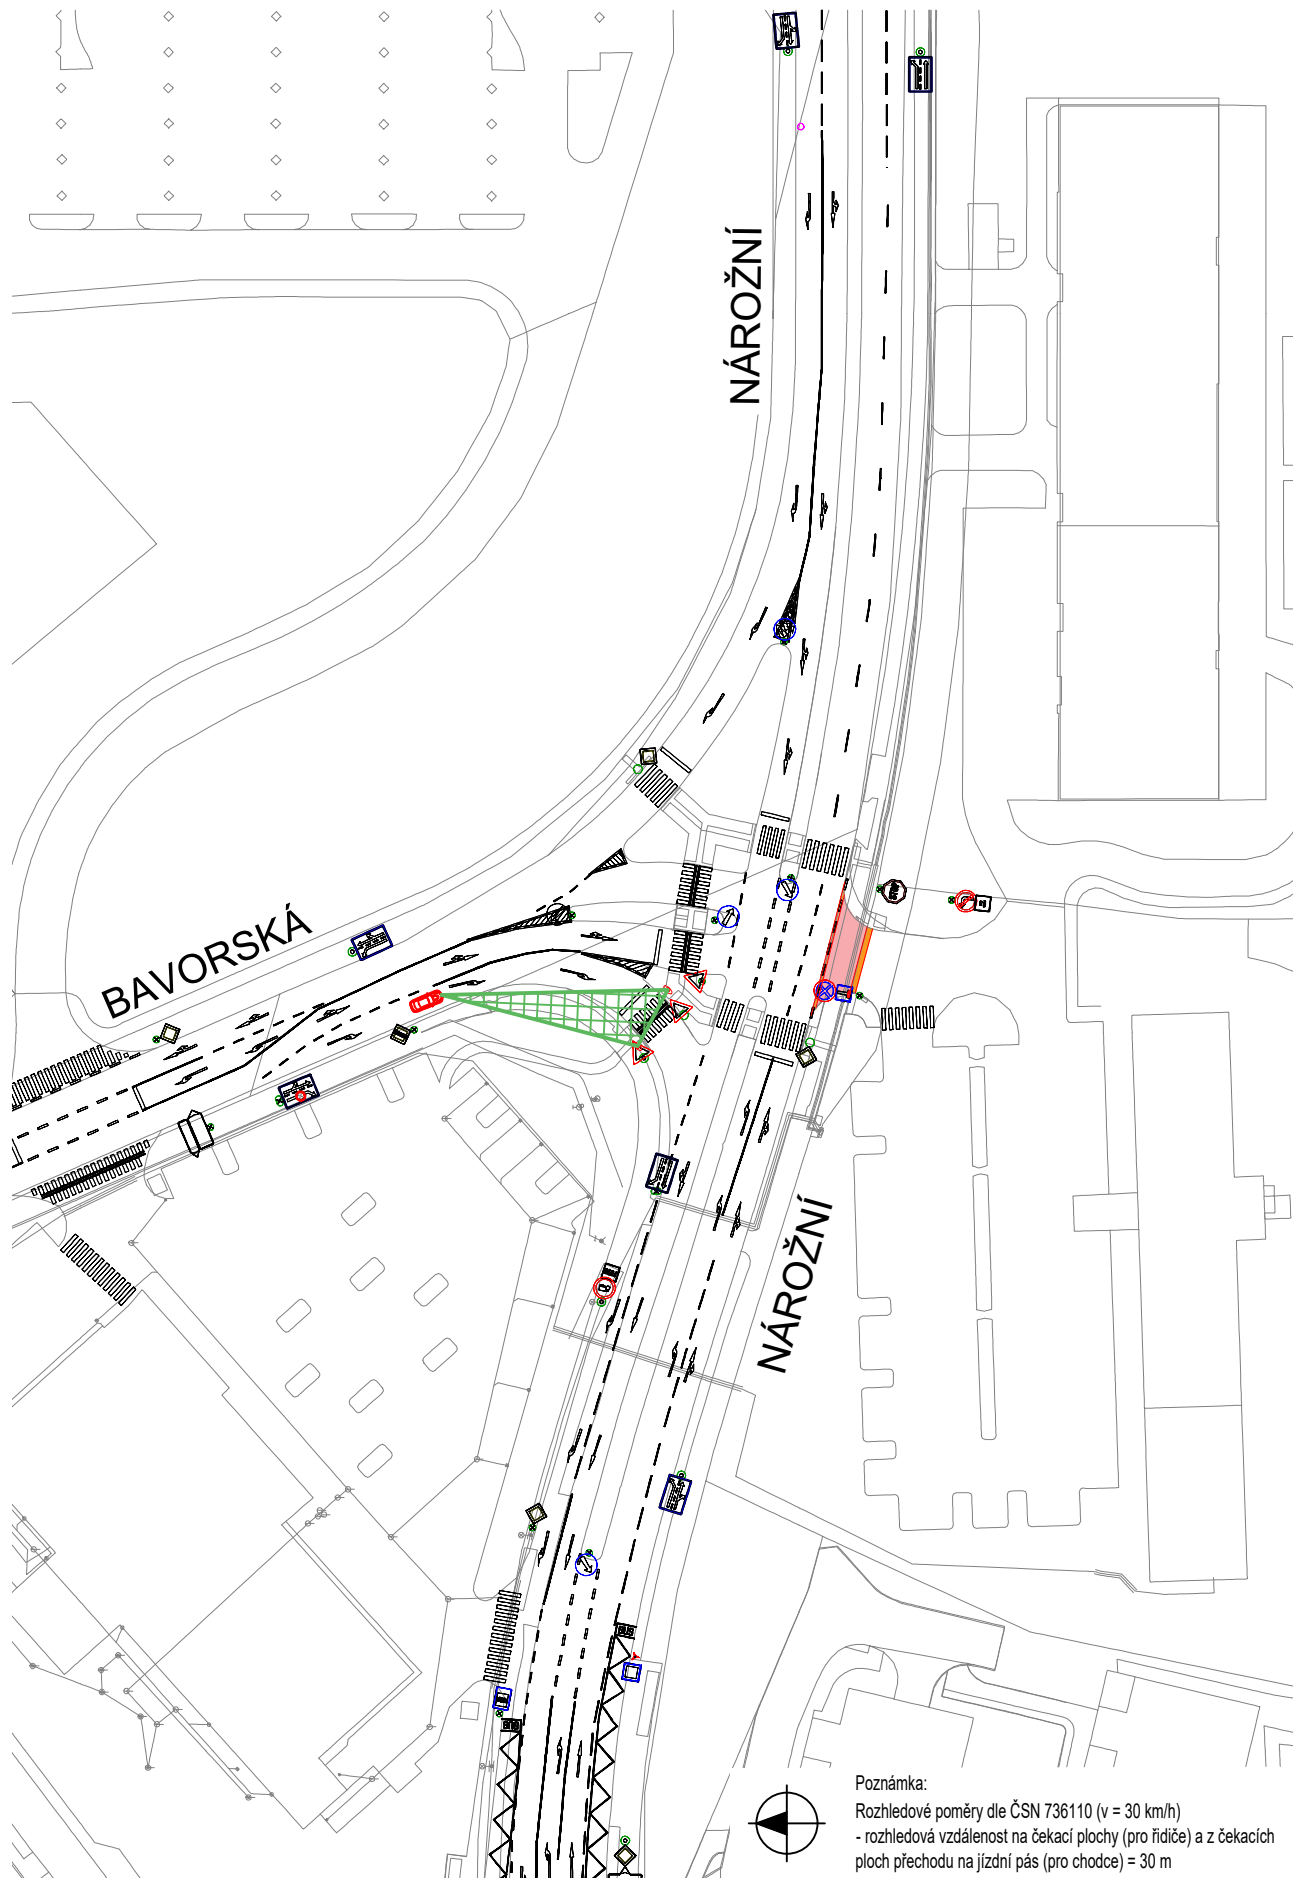 NÁROŽNÍ
BAVORSKÁ
NÁROŽNÍ
Poznámka:
Rozhledové poměry dle ČSN 736110 (v = 30 km/h)
- rozhledová vzdálenost na čekací plochy (pro řidiče) a z čekacích
ploch přechodu na jízdní pás (pro chodce) = 30 m